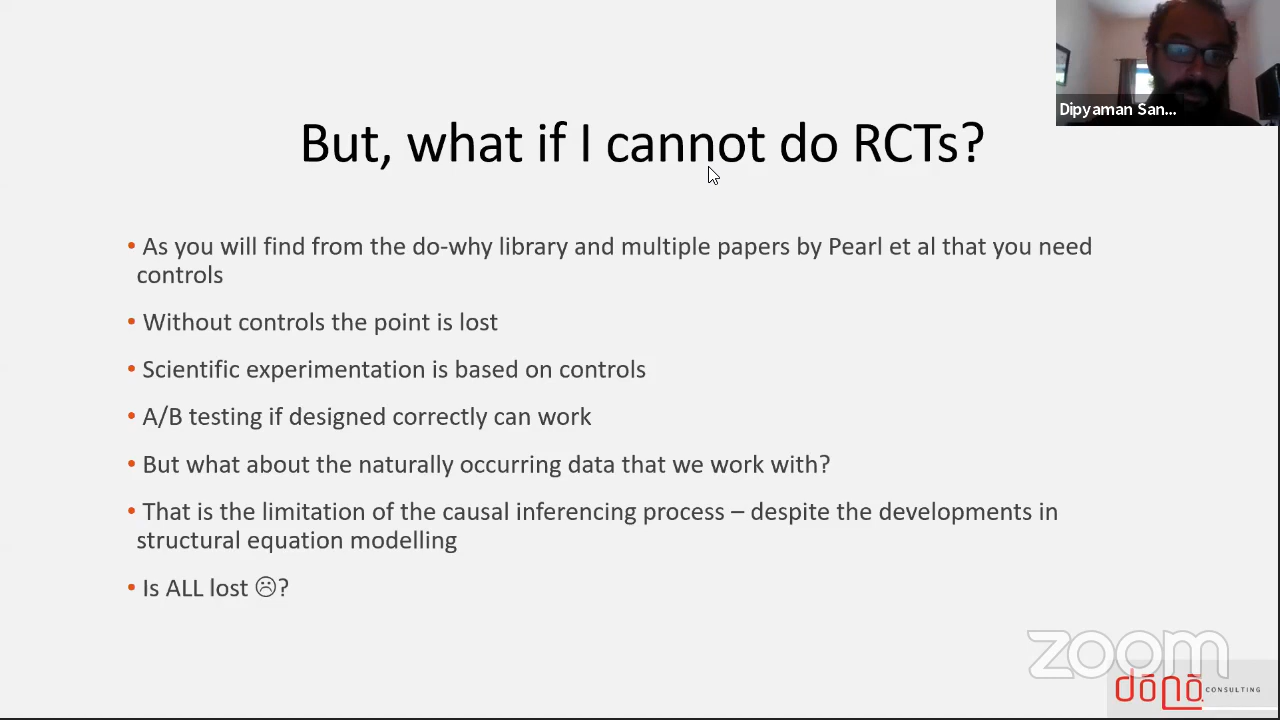 Dipyaman San...
But, what if I cannot do RCTs?
• As you will find from the do-why library and multiple papers by Pearl et al that you need
controls
• Without controls the point is lost
• Scientific experimentation is based on controls
• A/B testing if designed correctly can work
• But what about the naturally occurring data that we work with?
• That is the limitation of the causal inferencing process – despite the developments in
structural equation modelling
• Is ALL lost ☹?
zoom
dōnō CONSULTING